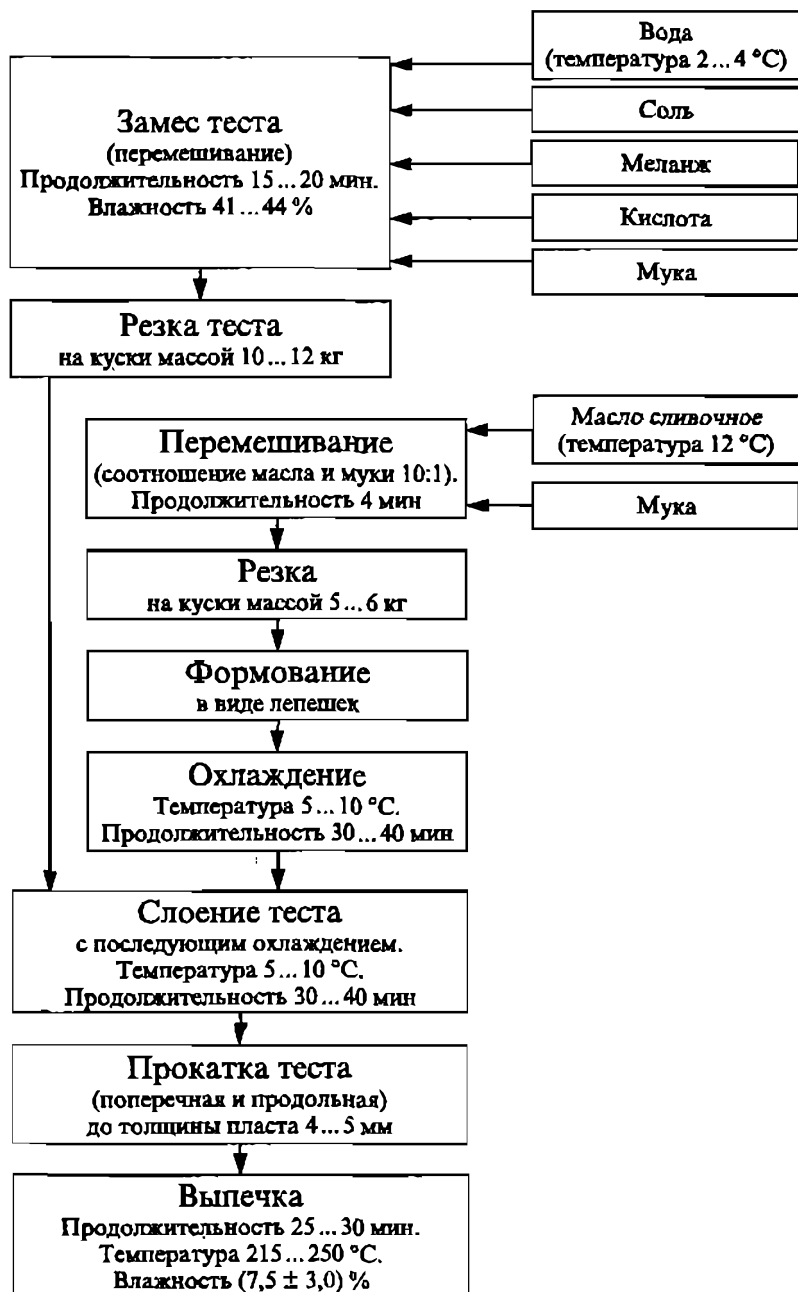 Вода
(температура 2...4 °С)
Соль
Меланж
Кислота
Мука
Замес теста
(перемешивание)
Продолжительность 15...20 мин.
Влажность 41...44 %
Резка теста
на куски массой 10...12 кг
Масло сливочное
(температура 12 °С)
Мука
Перемешивание
(соотношение масла и муки 10:1).
Продолжительность 4 мин
Резка
на куски массой 5...6 кг
Формование
в виде лепешек
Охлаждение
Температура 5...10 °С.
Продолжительность 30...40 мин
Слоение теста
с последующим охлаждением.
Температура 5...10 °С.
Продолжительность 30...40 мин
Прокатка теста
(поперечная и продольная)
до толщины пласта 4...5 мм
Выпечка
Продолжительность 25...30 мин.
Температура 215...250 °С.
Влажность (7,5 ± 3,0) %